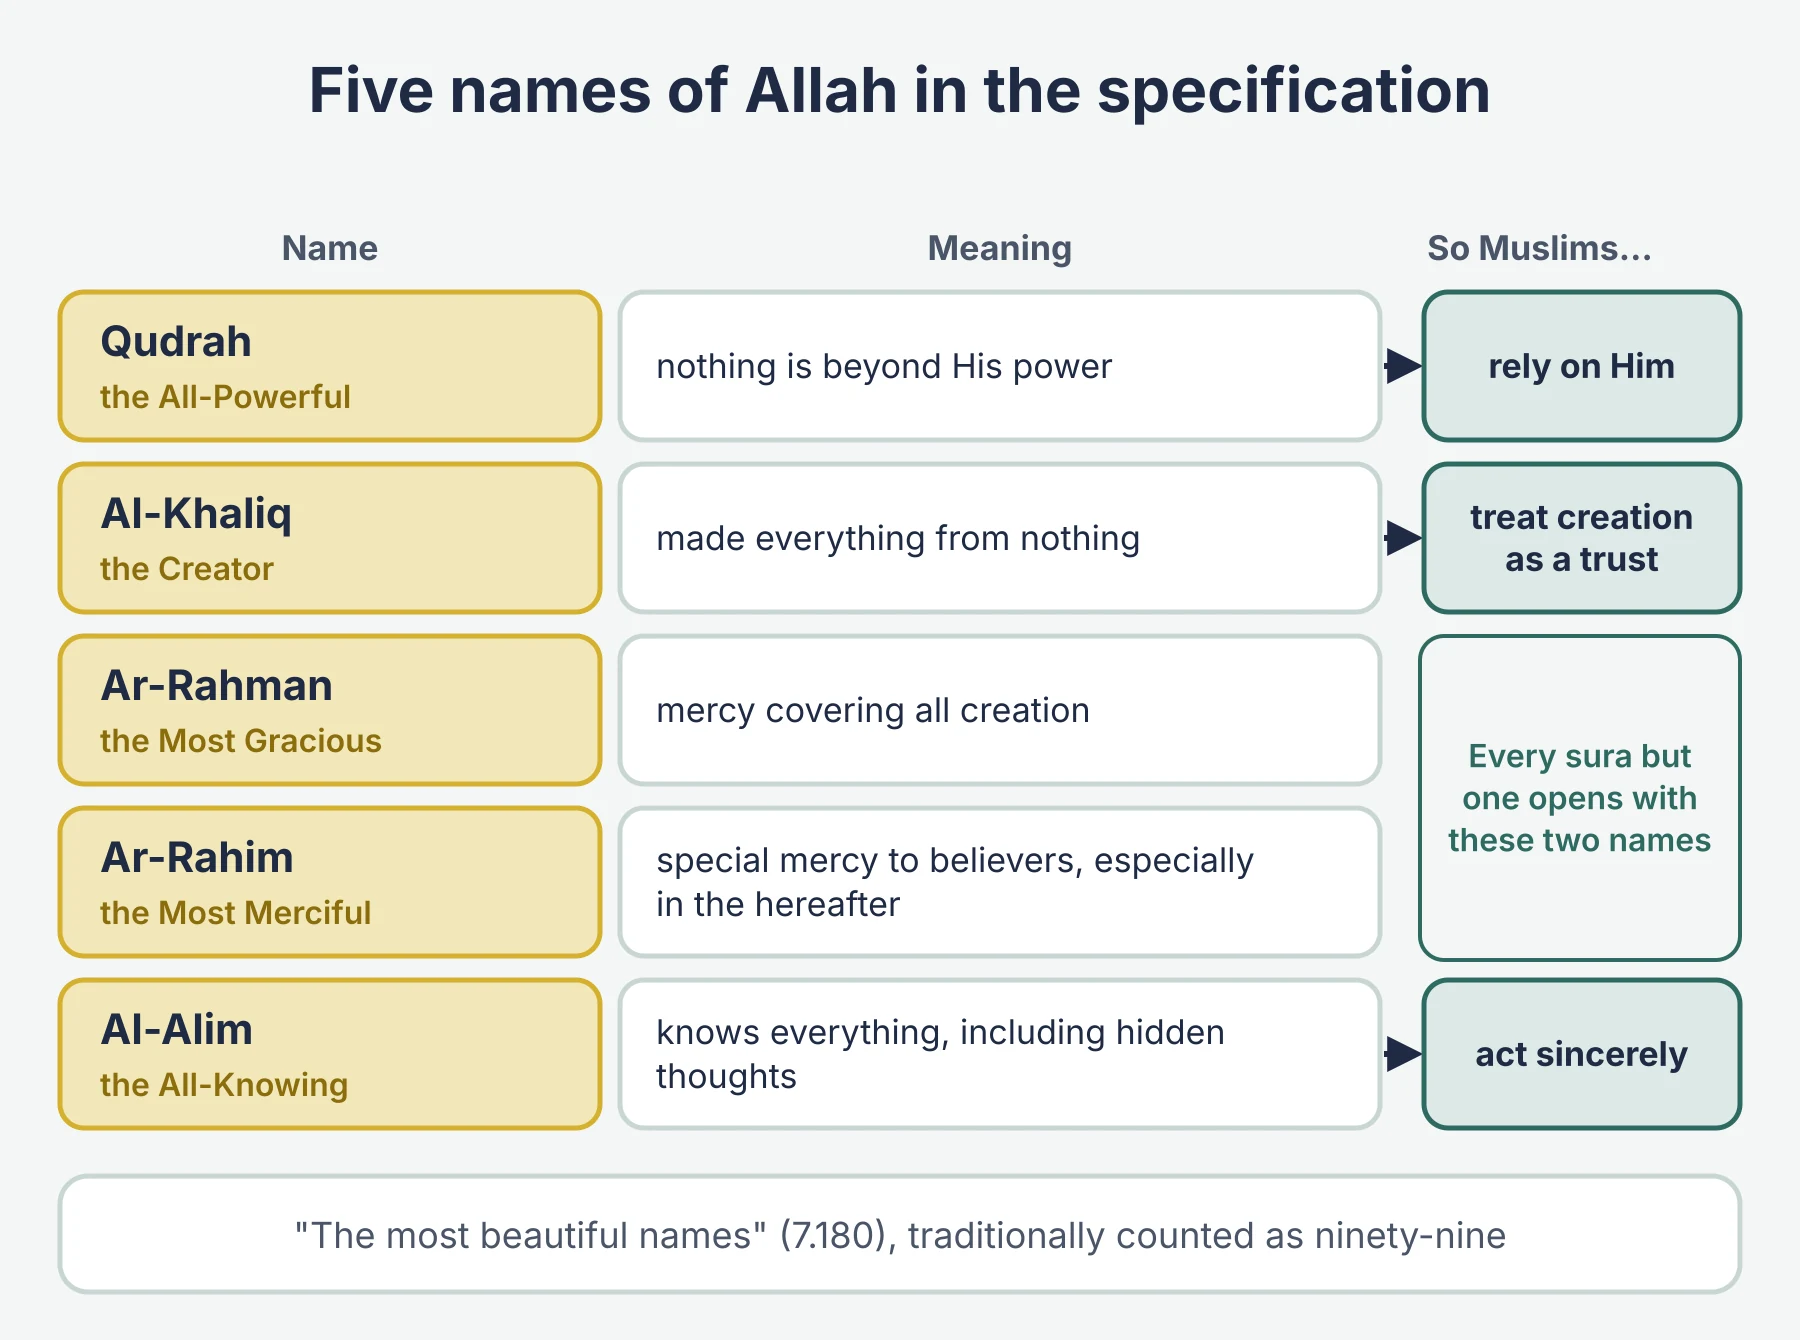 Five names of Allah in the specification
Name
Meaning
So Muslims...
Qudrah
the All-Powerful
nothing is beyond His power
rely on Him
Al-Khaliq
the Creator
made everything from nothing
treat creation
as a trust
Ar-Rahman
the Most Gracious
mercy covering all creation
Ar-Rahim
the Most Merciful
special mercy to believers, especially
in the hereafter
Every sura but
one opens with
these two names
Al-Alim
the All-Knowing
knows everything, including hidden
thoughts
act sincerely
"The most beautiful names" (7.180), traditionally counted as ninety-nine